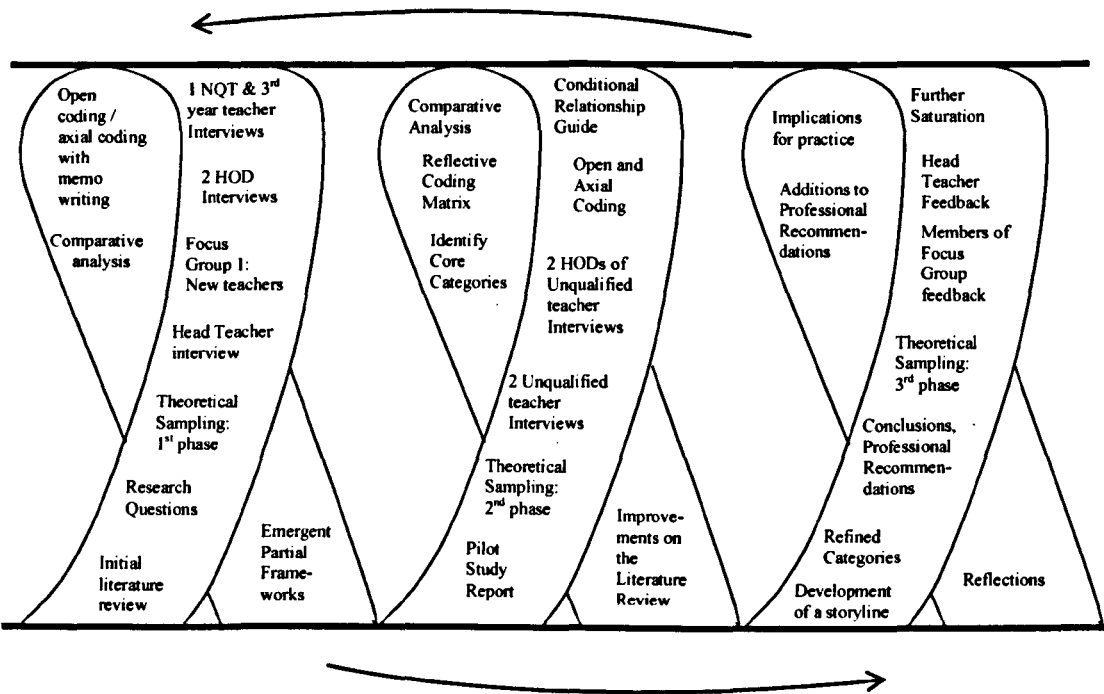 Open
coding /
axial coding
with
memo
writing
Comparative
analysis
1 NQT & 3rd
year teacher
Interviews
2 HOD
Interviews
Focus
Group 1:
New teachers
Head Teacher
interview
Theoretical
Sampling:
1st phase
Research
Questions
Initial
literature
review
Emergent
Partial
Frame-
works
Comparative
Analysis
Reflective
Coding
Matrix
Identify
Core
Categories
Conditional
Relationship
Guide
Open and
Axial
Coding
2 HODs of
Unqualified
teacher
Interviews
2 Unqualified
teacher
Interviews
Theoretical
Sampling:
2nd phase
Pilot
Study
Report
Improve-
ments on
the
Literature
Review
Implications
for practice
Additions to
Professional
Recommen-
dations
Further
Saturation
Head
Teacher
Feedback
Members of
Focus
Group
feedback
Theoretical
Sampling:
3rd phase
Conclusions,
Professional
Recommen-
dations
Refined
Categories
Development
of a storyline
Reflections